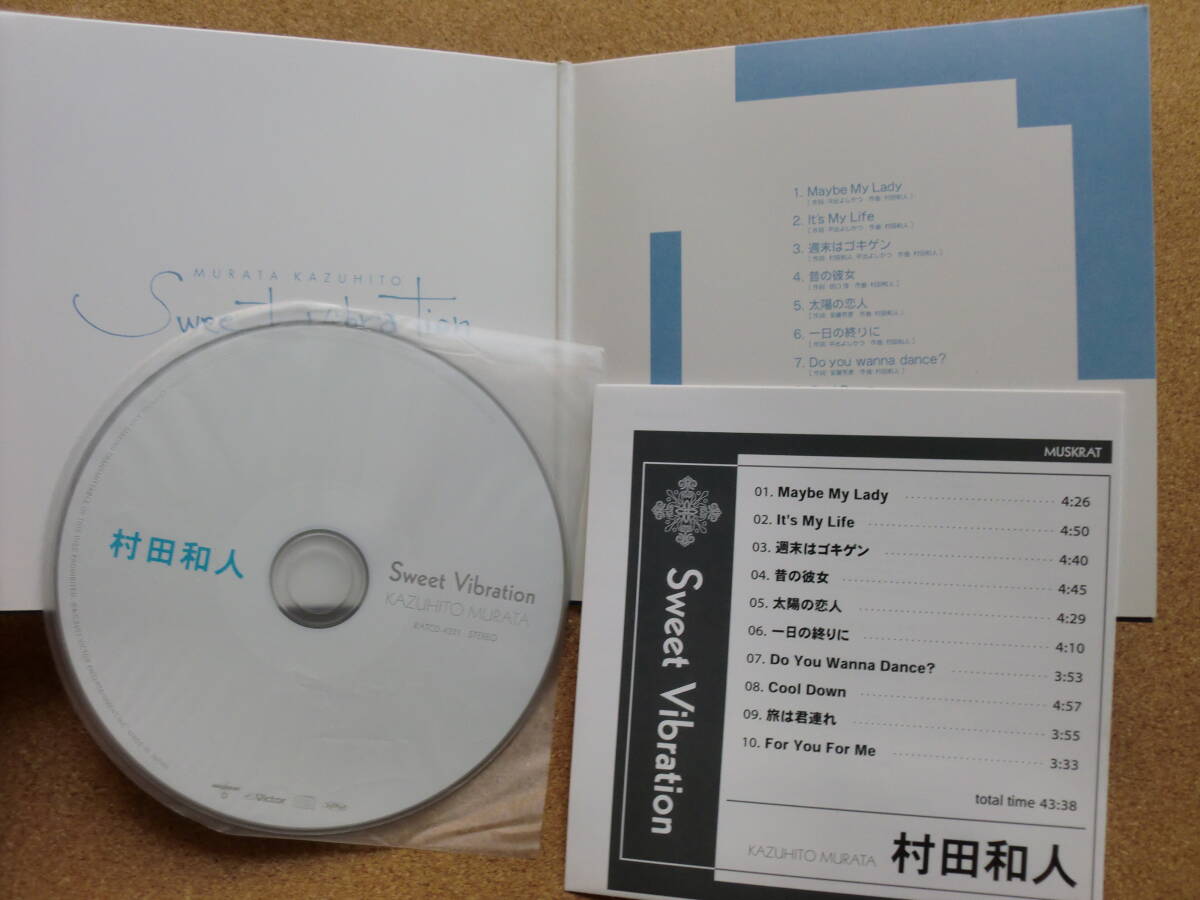 MURATA KAZUHITO
Sweet Vibration
1. Maybe My Lady
2. It's My Life
3. 週末はゴキゲン
4. 昔の彼女
5. 太陽の恋人
6. 一日の終りに
7. Do you wanna dance?
村田和人
Sweet Vibration
KAZUHITO MURATA
STEREO
Victor
MUSKRAT
Sweet Vibration
01. Maybe My Lady 4:26
02. It's My Life 4:50
03. 週末はゴキゲン 4:40
04. 昔の彼女 4:45
05. 太陽の恋人 4:29
06. 一日の終りに 4:10
07. Do You Wanna Dance? 3:53
08. Cool Down 4:57
09. 旅は君連れ 3:55
10. For You For Me 3:33
total time 43:38
KAZUHITO MURATA 村田和人